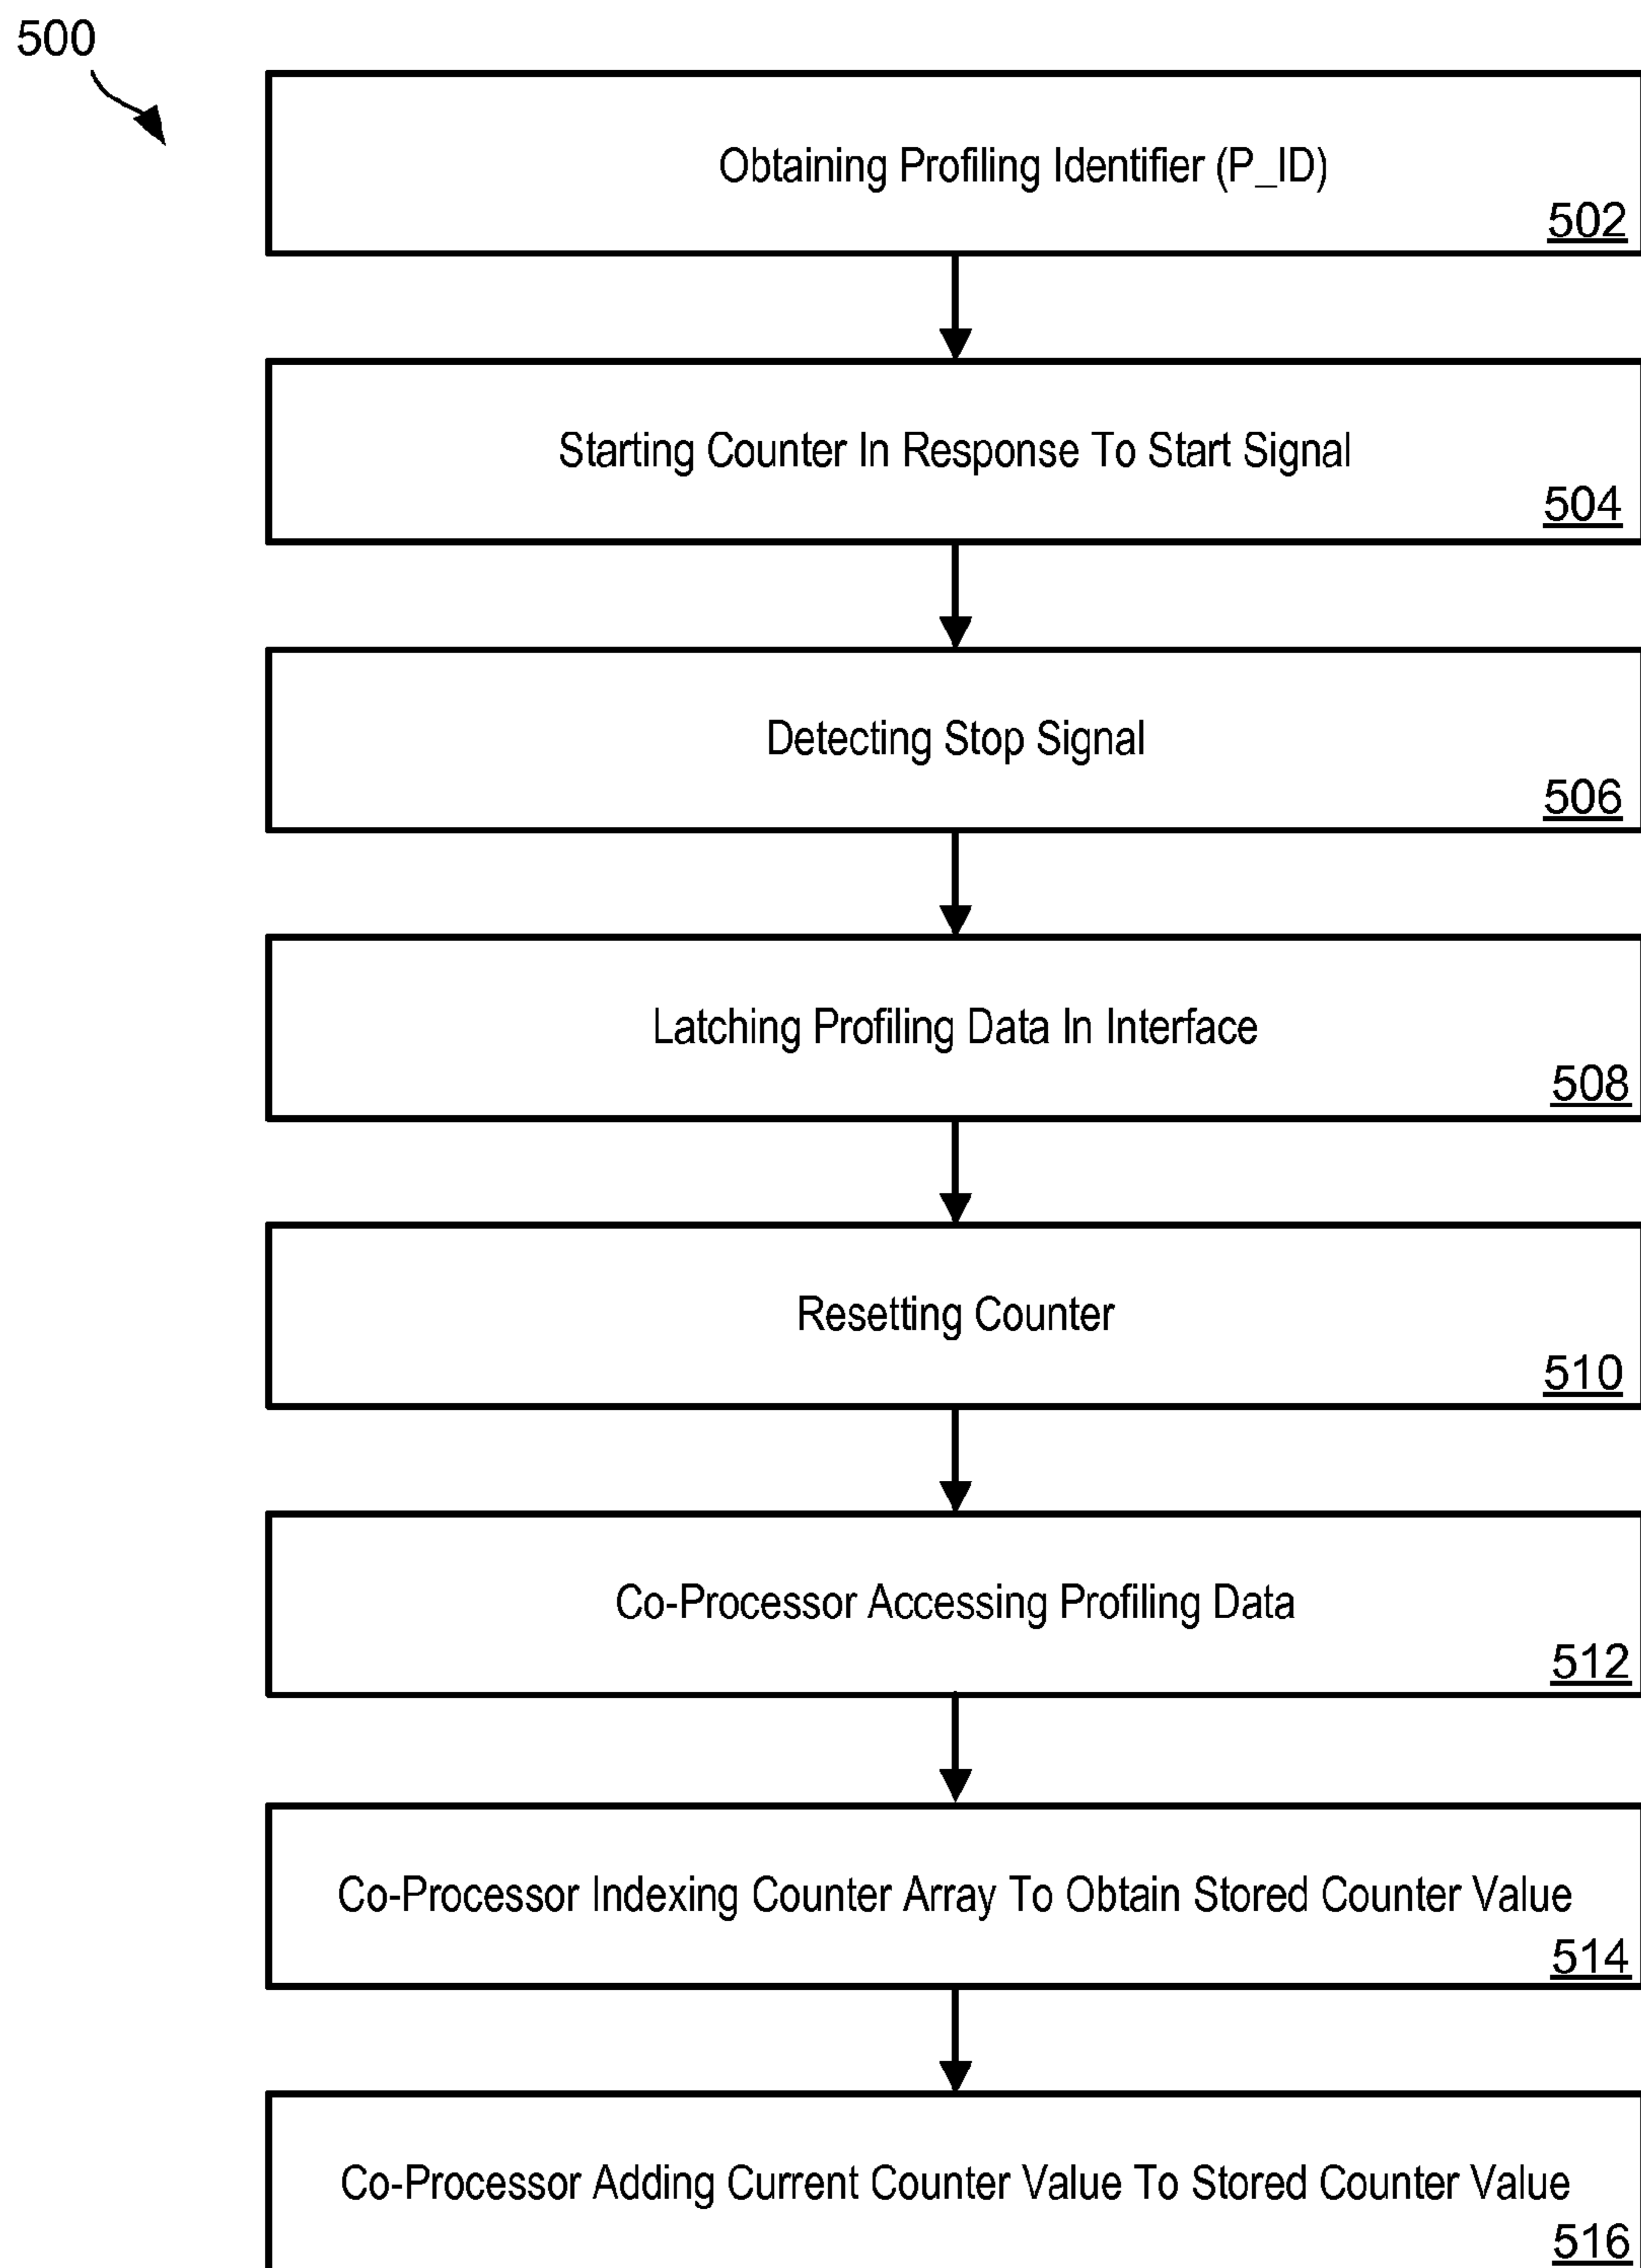 500
Obtaining Profiling Identifier (P_ID)
502
Starting Counter In Response To Start Signal
504
Detecting Stop Signal
506
Latching Profiling Data In Interface
508
Resetting Counter
510
Co-Processor Accessing Profiling Data
512
Co-Processor Indexing Counter Array To Obtain Stored Counter Value
514
Co-Processor Adding Current Counter Value To Stored Counter Value
516